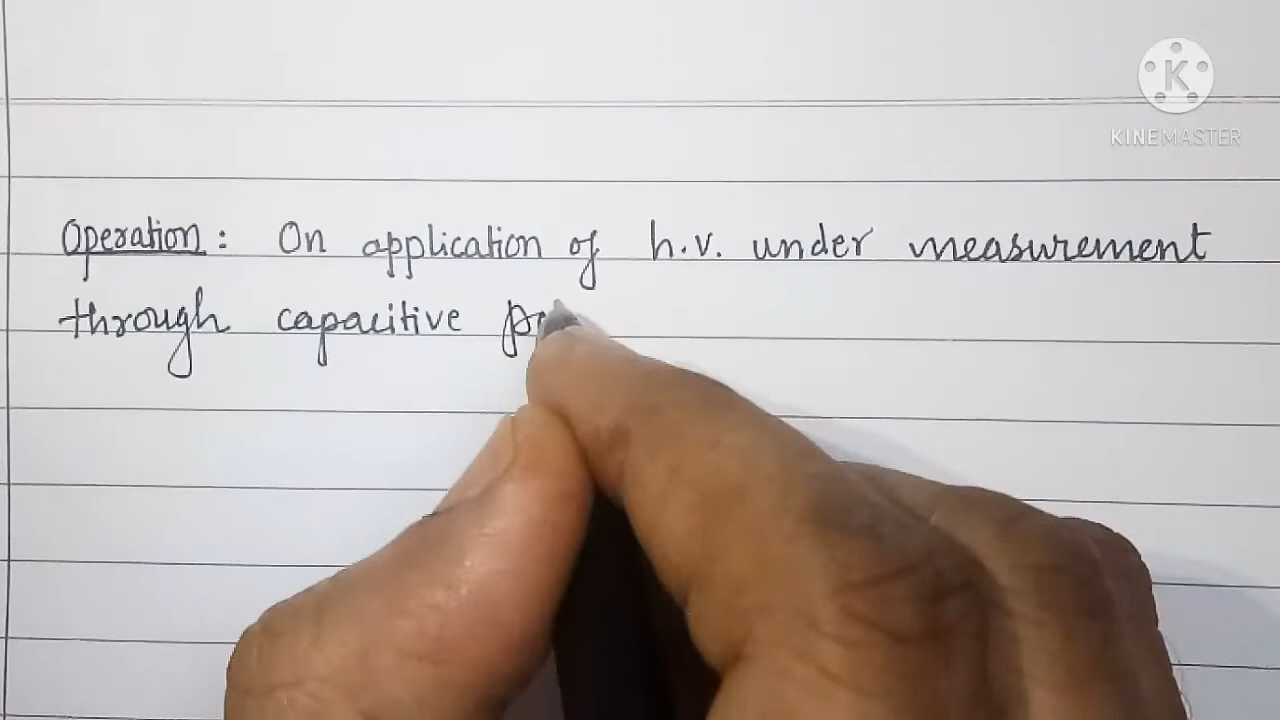 K
KINEMASTER
Operation: On application of h.v. under measurement
through capacitive